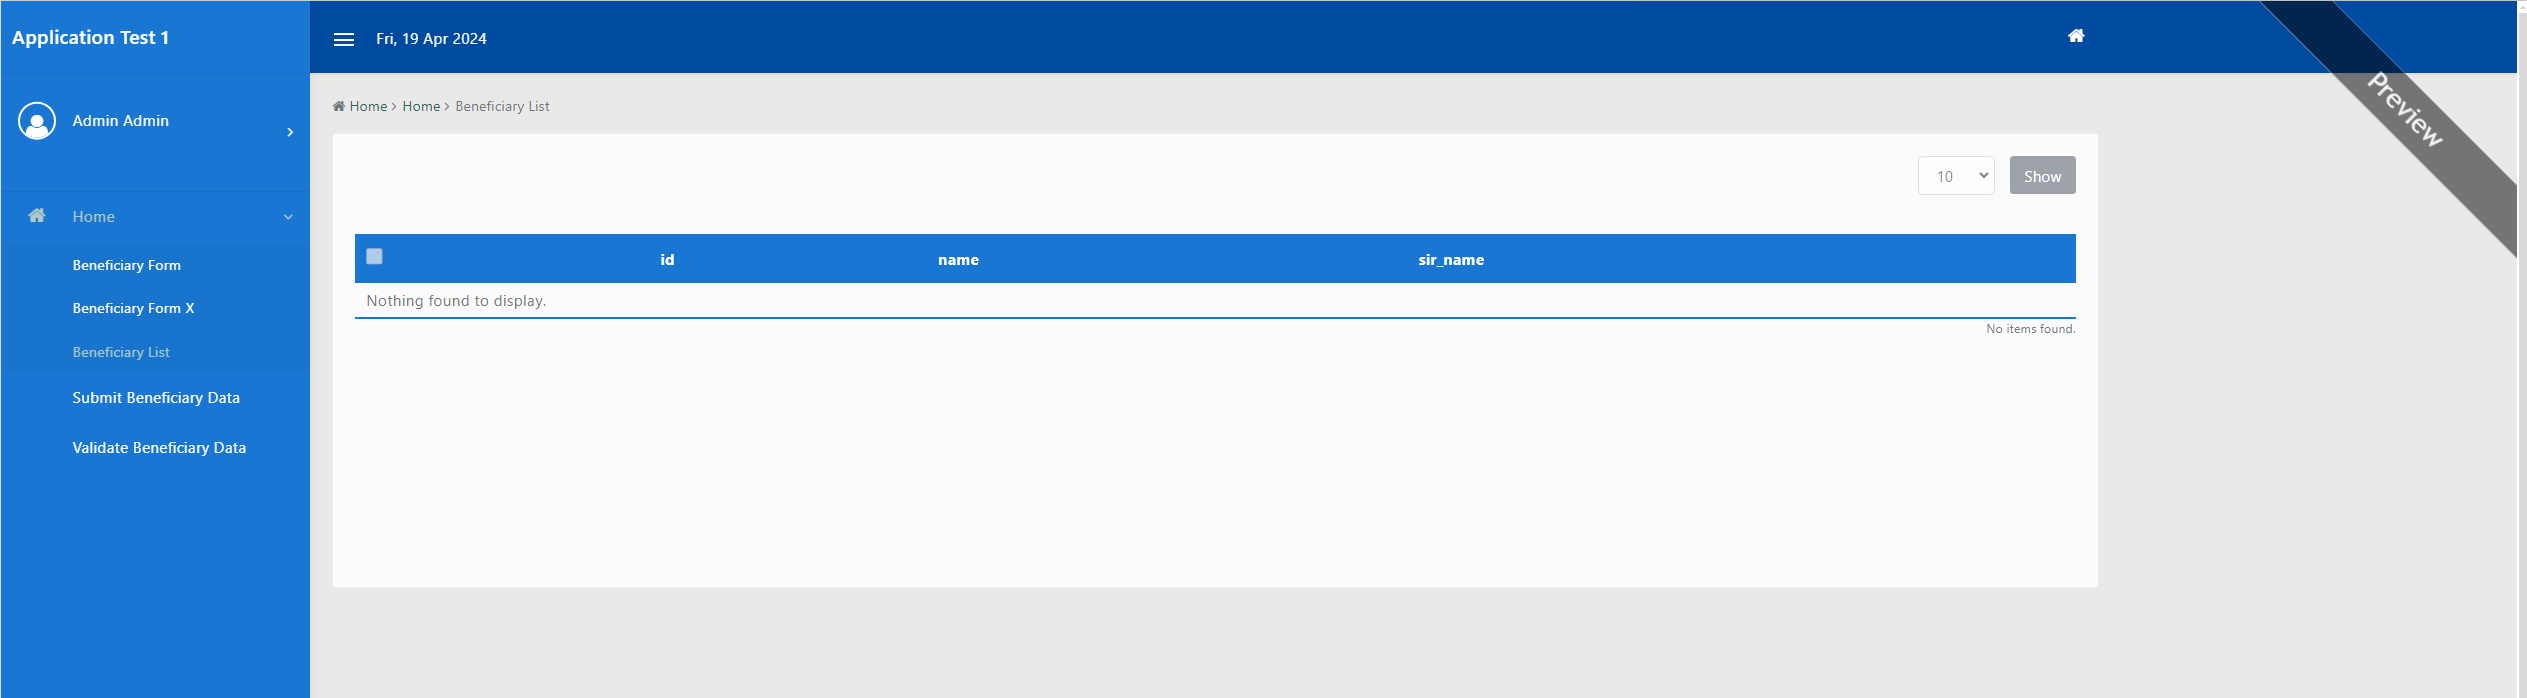 Application Test 1
Fri, 19 Apr 2024
Preview
Admin Admin
Home
Beneficiary Form
Beneficiary Form X
Beneficiary List
Submit Beneficiary Data
Validate Beneficiary Data
Home > Home > Beneficiary List
10 Show
id name sir_name
Nothing found to display.
No items found.